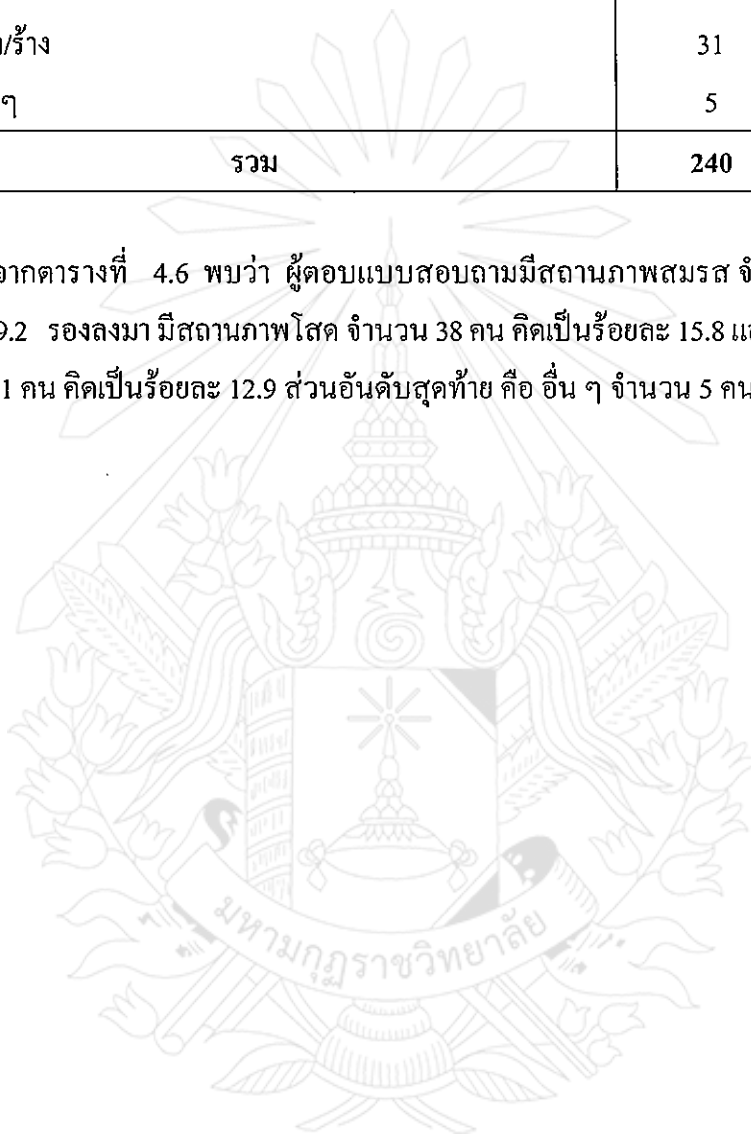 /ร้าง 31
ๆ 5
รวม 240
จากตารางที่ 4.6 พบว่า ผู้ตอบแบบสอบถามมีสถานภาพสมรส
9.2 รองลงมา มีสถานภาพโสด จำนวน 38 คน คิดเป็นร้อยละ 15.8
1 คน คิดเป็นร้อยละ 12.9 ส่วนอันดับสุดท้าย คือ อื่น ๆ จำนวน 5 คน
มหามกุฏราชวิทยาลัย